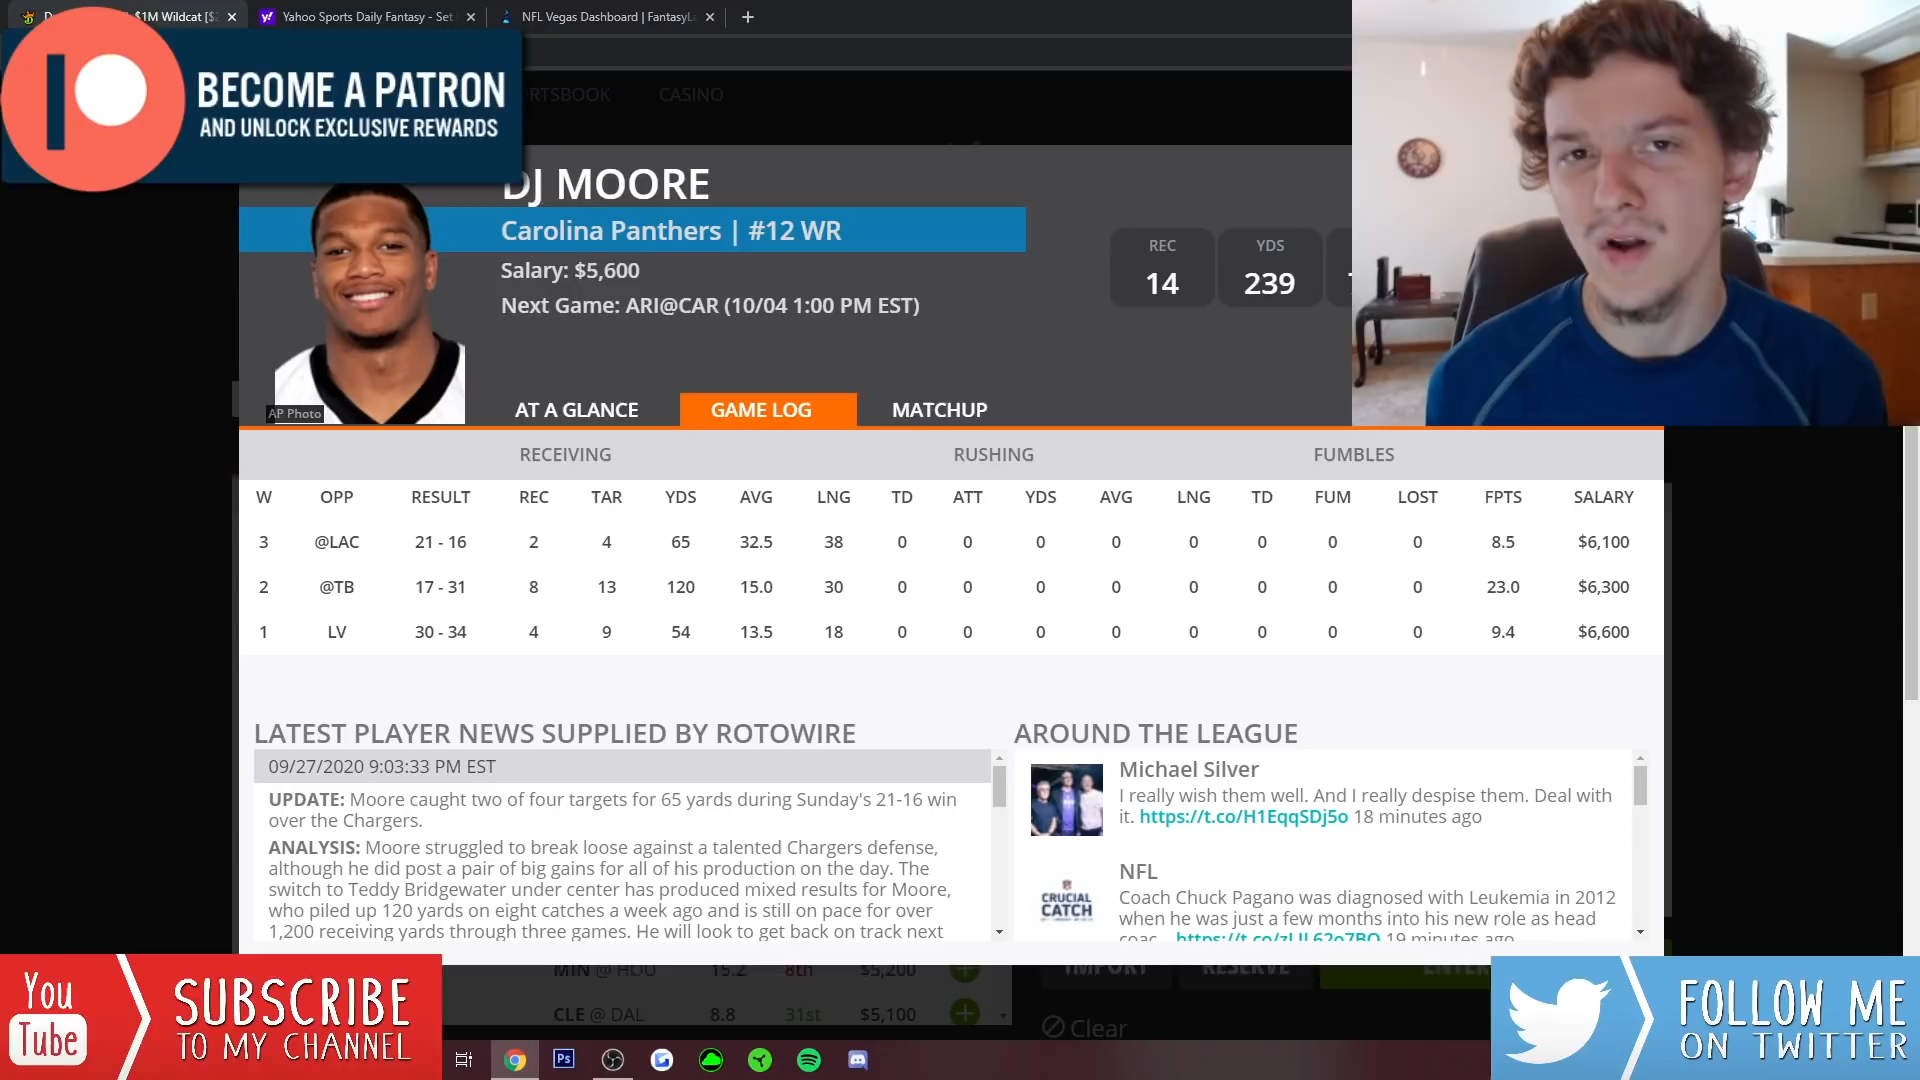 $1M Wildcat
Yahoo Sports Daily Fantasy - Set
NFL Vegas Dashboard | FantasyL
BECOME A PATRON
AND UNLOCK EXCLUSIVE REWARDS
CASINO
DJ MOORE
Carolina Panthers | #12 WR
Salary: $5,600
Next Game: ARI@CAR (10/04 1:00 PM EST)
REC YDS
14 239
AP Photo
AT A GLANCE GAME LOG MATCHUP
RECEIVING RUSHING FUMBLES
W OPP RESULT REC TAR YDS AVG LNG TD ATT YDS AVG LNG TD FUM LOST FPTS SALARY
3 @LAC 21 - 16 2 4 65 32.5 38 0 0 0 0 0 0 0 0 8.5 $6,100
2 @TB 17 - 31 8 13 120 15.0 30 0 0 0 0 0 0 0 0 23.0 $6,300
1 LV 30 - 34 4 9 54 13.5 18 0 0 0 0 0 0 0 0 9.4 $6,600
LATEST PLAYER NEWS SUPPLIED BY ROTOWIRE
09/27/2020 9:03:33 PM EST
UPDATE: Moore caught two of four targets for 65 yards during Sunday's 21-16 win
over the Chargers.
ANALYSIS: Moore struggled to break loose against a talented Chargers defense,
although he did post a pair of big gains for all of his production on the day. The
switch to Teddy Bridgewater under center has produced mixed results for Moore,
who piled up 120 yards on eight catches a week ago and is still on pace for over
1,200 receiving yards through three games. He will look to get back on track next
AROUND THE LEAGUE
Michael Silver
I really wish them well. And I really despise them. Deal with
it. https://t.co/H1EqqSDj5o 18 minutes ago
NFL
CRUCIAL
CATCH
Coach Chuck Pagano was diagnosed with Leukemia in 2012
when he was just a few months into his new role as head
19 minutes ago
MIN @ HOU 15.2 8th $5,200
CLE @ DAL 8.8 31st $5,100
IMPORT RESERVE
Clear
You
Tube
SUBSCRIBE
TO MY CHANNEL
Ps
FOLLOW ME
ON TWITTER